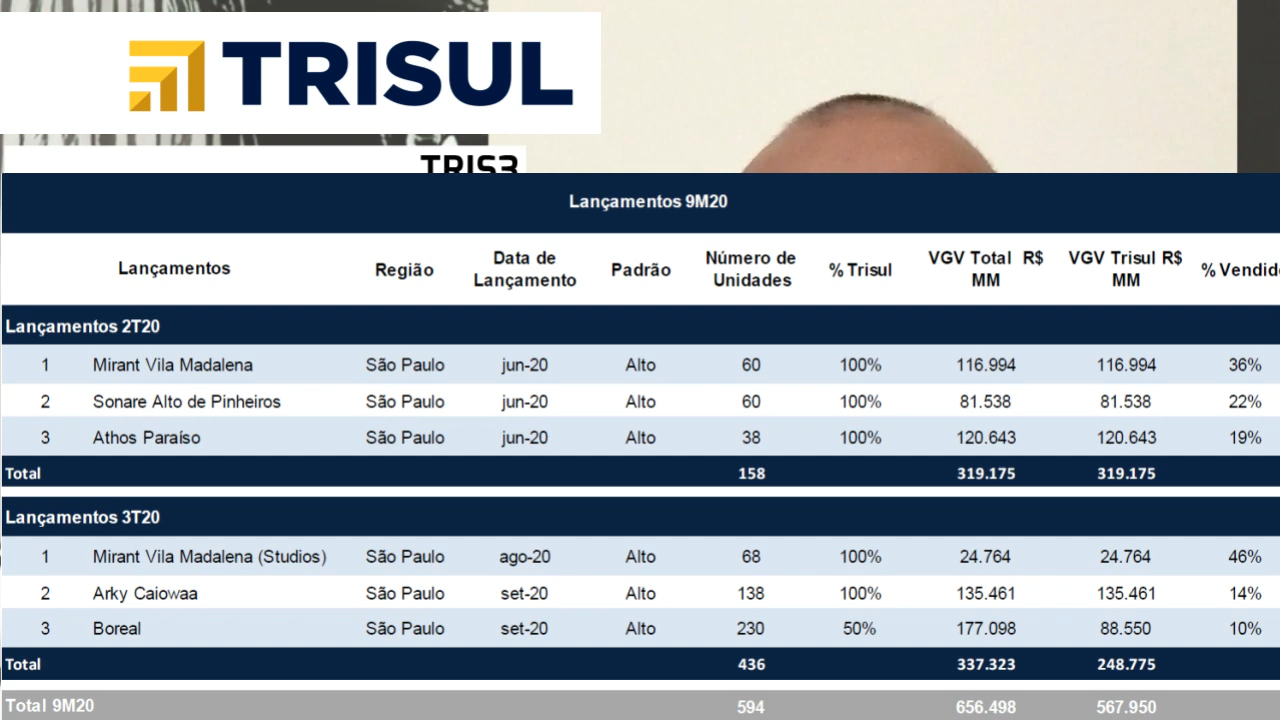 TRISUL
TRIS3
Lançamentos 9M20
Lançamentos Região Data de Lançamento Padrão Número de Unidades % Trisul VGV Total R$ MM VGV Trisul R$ MM % Vendido
Lançamentos 2T20
1 Mirant Vila Madalena São Paulo jun-20 Alto 60 100% 116.994 116.994 36%
2 Sonare Alto de Pinheiros São Paulo jun-20 Alto 60 100% 81.538 81.538 22%
3 Athos Paraíso São Paulo jun-20 Alto 38 100% 120.643 120.643 19%
Total 158 319.175 319.175
Lançamentos 3T20
1 Mirant Vila Madalena (Studios) São Paulo ago-20 Alto 68 100% 24.764 24.764 46%
2 Arky Caiowaa São Paulo set-20 Alto 138 100% 135.461 135.461 14%
3 Boreal São Paulo set-20 Alto 230 50% 177.098 88.550 10%
Total 436 337.323 248.775
Total 9M20 594 656.498 567.950